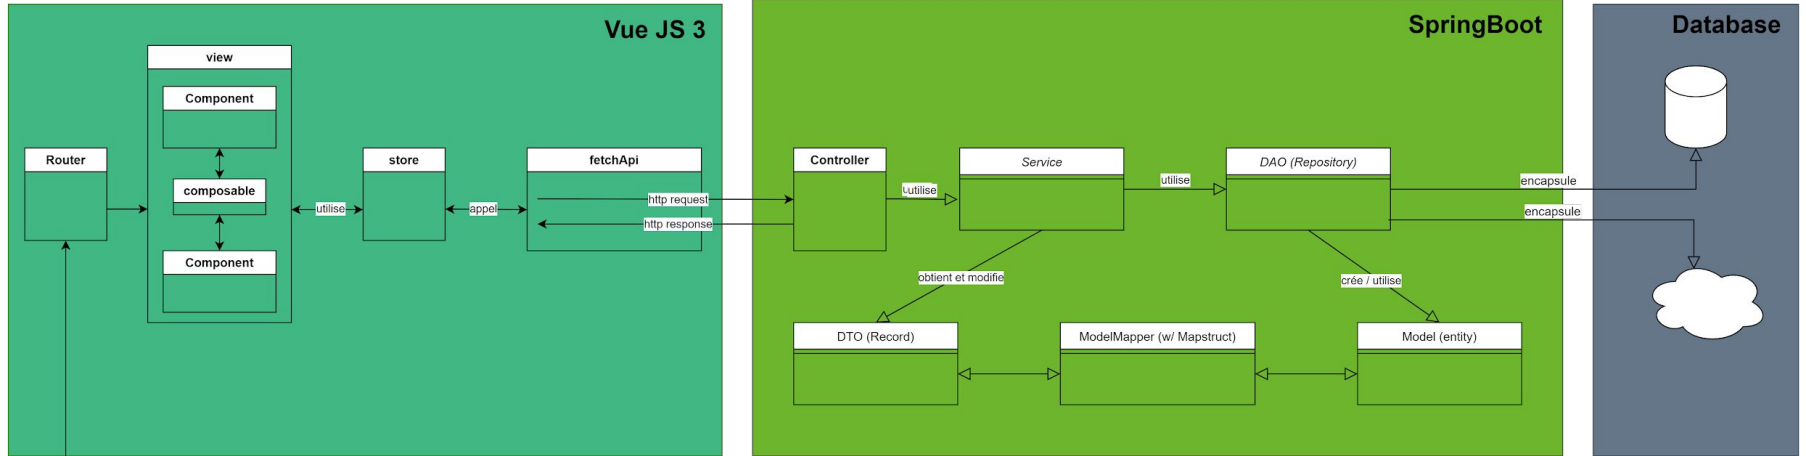 Vue JS 3
view
Component
composable
Component
Router
utilise
store
appel
fetchApi
http request
http response
SpringBoot
Controller
utilise
Service
utilise
DAO (Repository)
encapsule
encapsule
obtient et modifie
crée / utilise
DTO (Record)
ModelMapper (w/ Mapstruct)
Model (entity)
Database